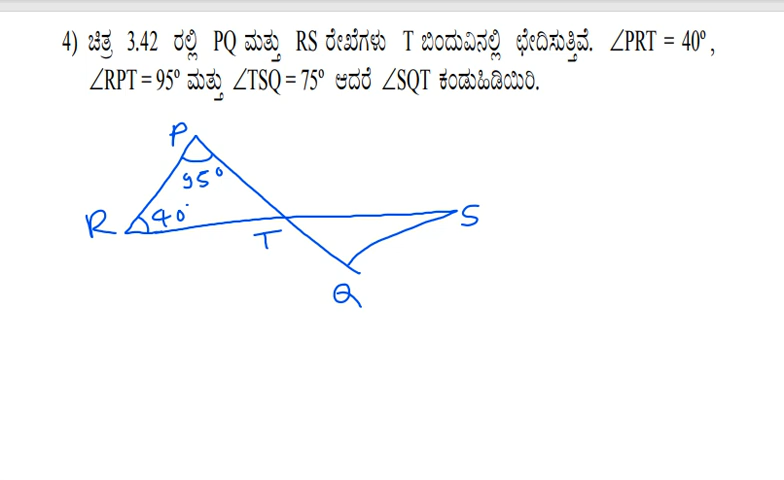 4) ಚಿತ್ರ 3.42 ರಲ್ಲಿ PQ ಮತ್ತು RS ರೇಖೆಗಳು T ಬಿಂದುವಿನಲ್ಲಿ ಛೇದಿಸುತ್ತಿವೆ. ∠PRT = 40°,
∠RPT = 95° ಮತ್ತು ∠TSQ = 75° ಆದರೆ ∠SQT ಕಂಡುಹಿಡಿಯಿರಿ.
P
95°
R 40° S
T
Q